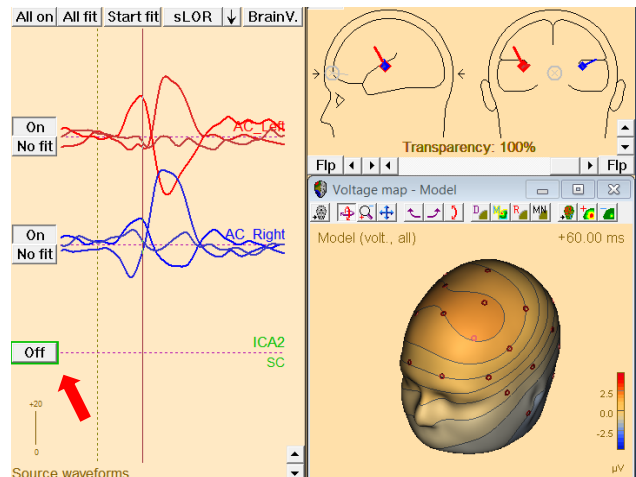 All on All fit Start fit sLOR BrainV.
On
No fit
AC_Left
On
No fit
AC_Right
Off
ICA2
SC
+20
0
Source waveforms
Transparency: 100%
Flp Flp
Voltage map - Model
D M R MN
Model (volt., all) +60.00 ms
2.5
0.0
-2.5
µV